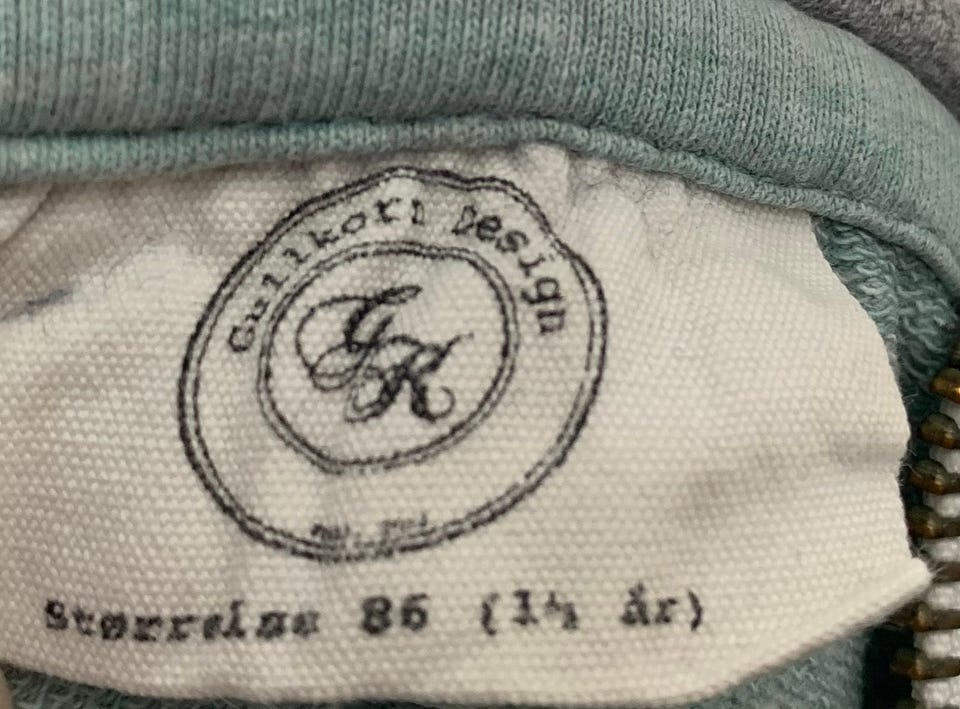 Gullkorn Design
GK
Størrelse 86 (1½ år)